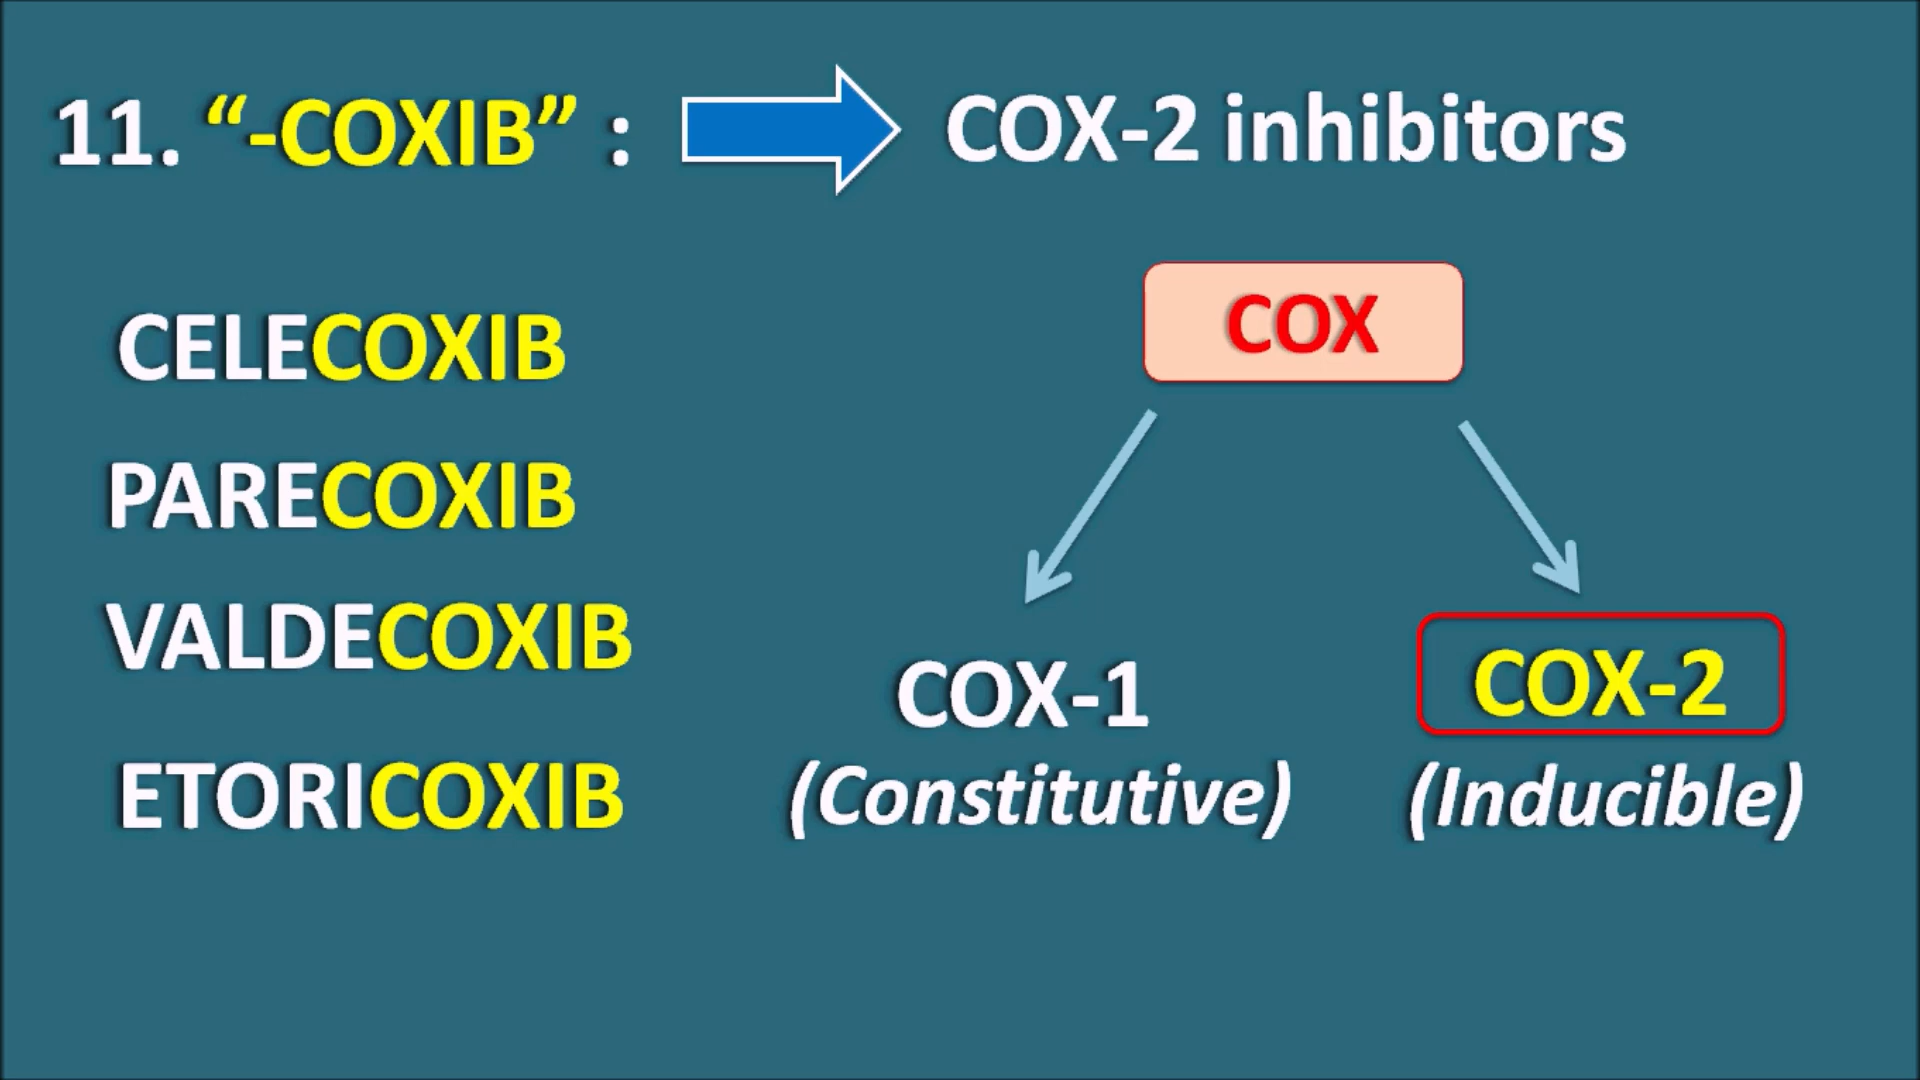 11. “-COXIB” :
COX-2 inhibitors
CELECOXIB
PARECOXIB
VALDECOXIB
ETORICOXIB
COX
COX-1
(Constitutive)
COX-2
(Inducible)